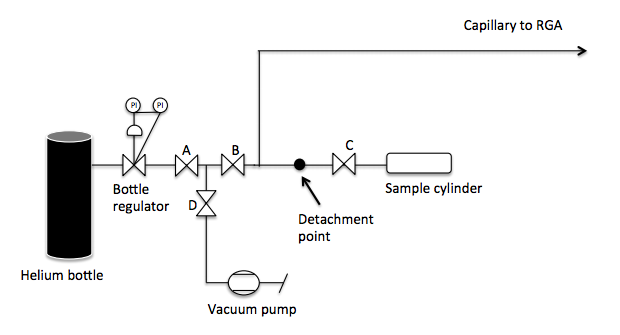 Capillary to RGA
PI PI
A
B
C
Bottle
regulator
D
Sample cylinder
Detachment
point
Helium bottle
Vacuum pump